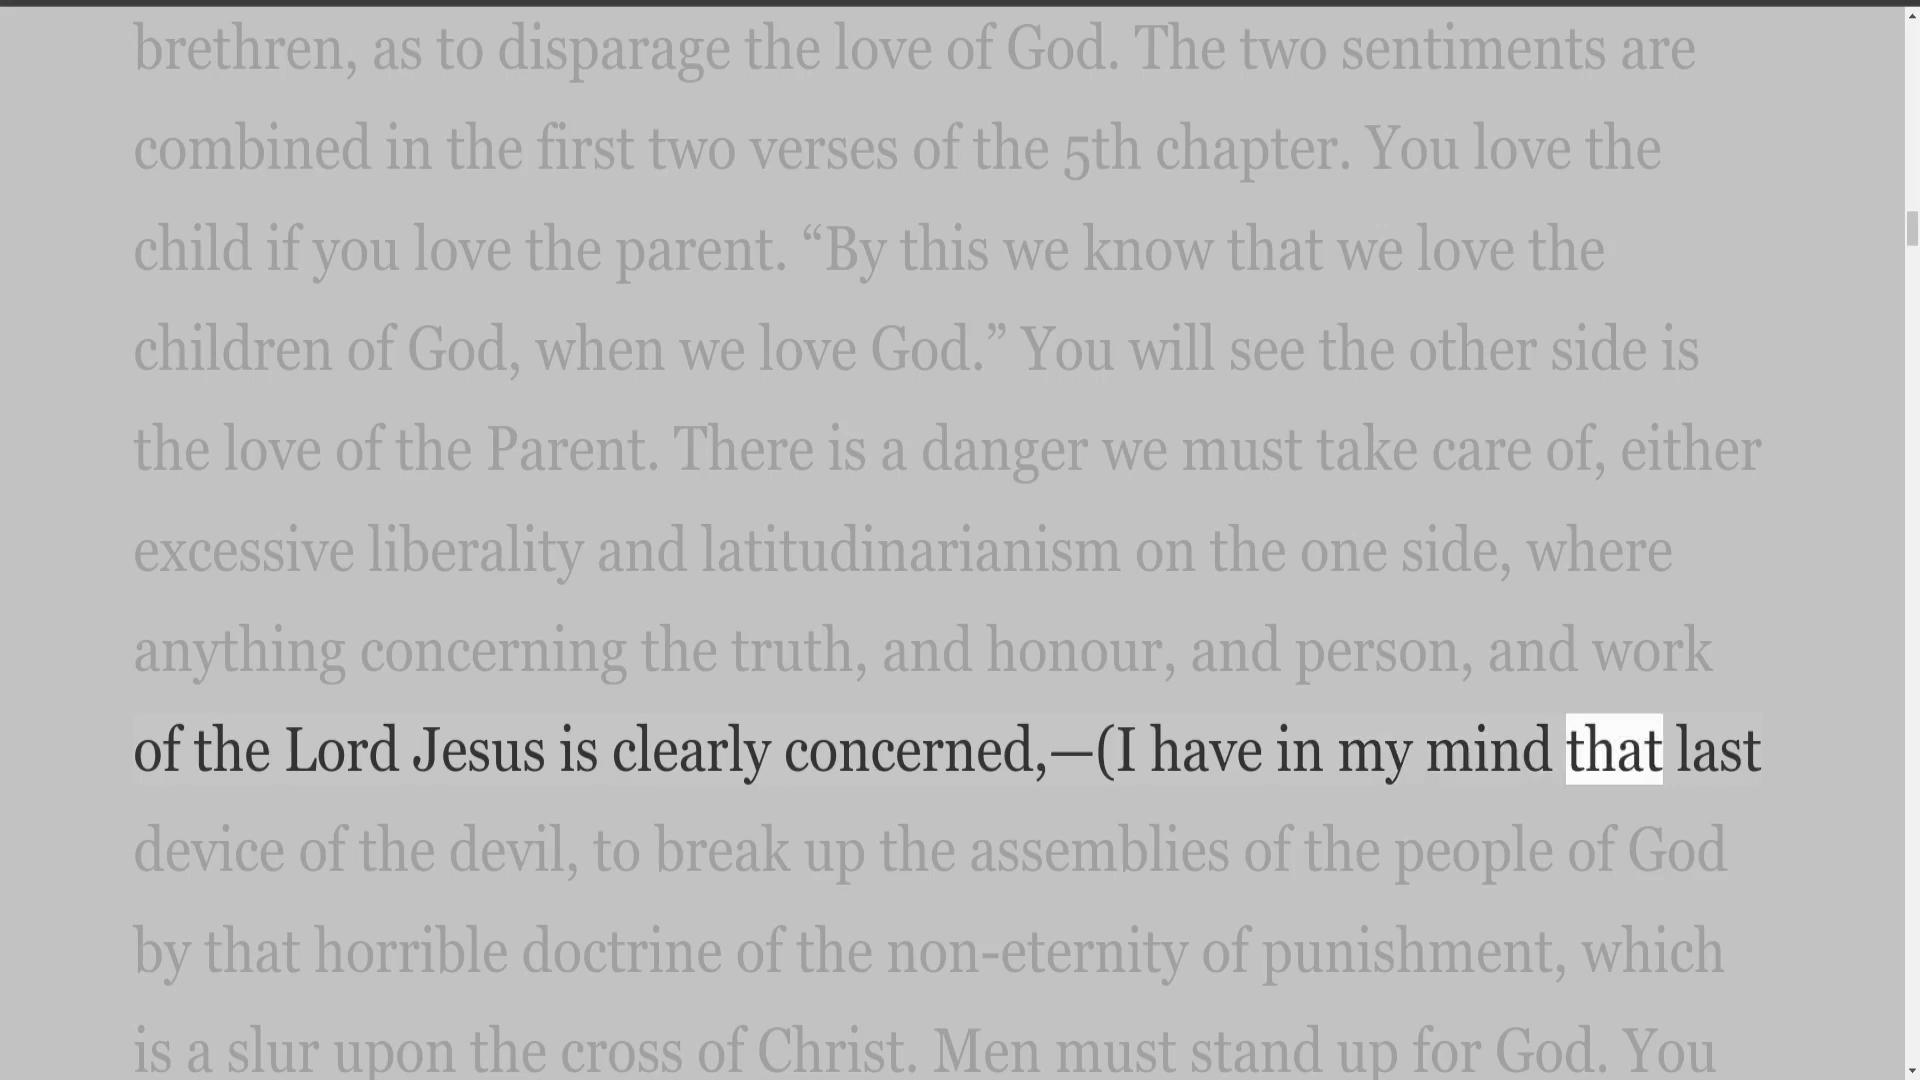 brethren, as to disparage the love of God. The two sentiments are
combined in the first two verses of the 5th chapter. You love the
child if you love the parent. “By this we know that we love the
children of God, when we love God.” You will see the other side is
the love of the Parent. There is a danger we must take care of, either
excessive liberality and latitudinarianism on the one side, where
anything concerning the truth, and honour, and person, and work
of the Lord Jesus is clearly concerned,—(I have in my mind that last
device of the devil, to break up the assemblies of the people of God
by that horrible doctrine of the non-eternity of punishment, which
is a slur upon the cross of Christ. Men must stand up for God. You